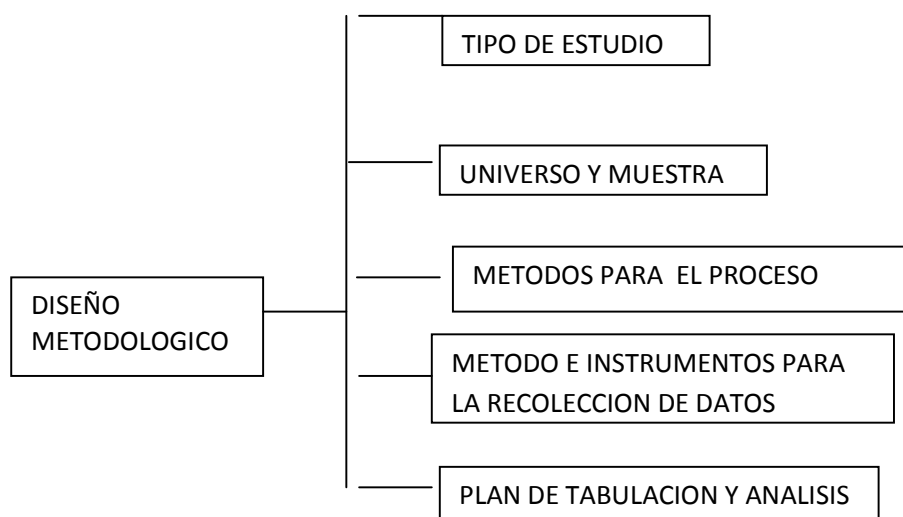 TIPO DE ESTUDIO
UNIVERSO Y MUESTRA
METODOS PARA EL PROCESO
DISEÑO
METODOLOGICO
METODO E INSTRUMENTOS PARA
LA RECOLECCION DE DATOS
PLAN DE TABULACION Y ANALISIS